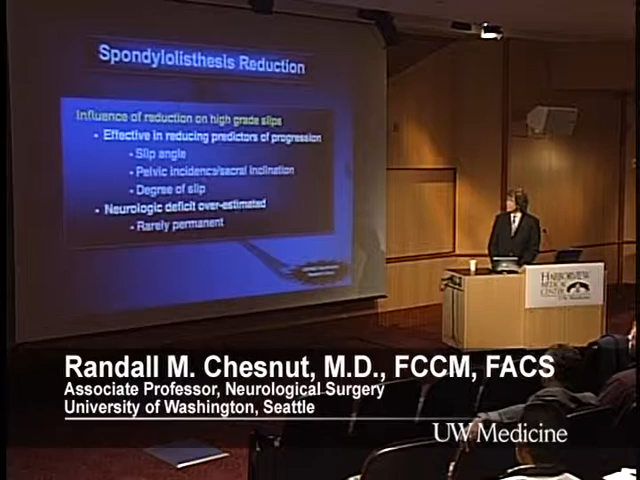 Spondylolisthesis Reduction
Influence of reduction on high grade slips
• Effective in reducing predictors of progression
• Slip angle
• Pelvic incidence/sacral inclination
• Degree of slip
• Neurologic deficit over-estimated
• Rarely permanent
HARBORVIEW
MEDICAL
CENTER
UW Medicine
Randall M. Chesnut, M.D., FCCM, FACS
Associate Professor, Neurological Surgery
University of Washington, Seattle
UW Medicine